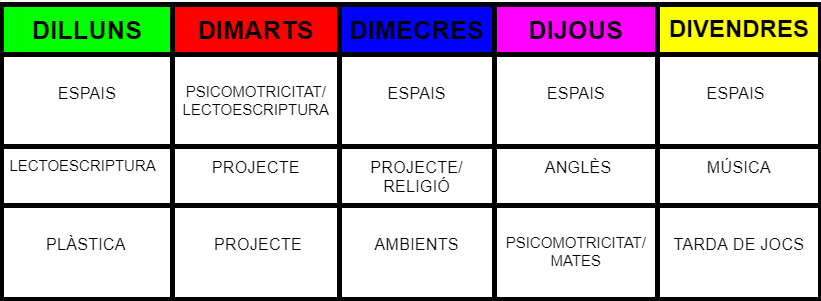 DILLUNS DIMARTS DIMECRES DIJOUS DIVENDRES
ESPAIS PSICOMOTRICITAT/ ESPAIS ESPAIS ESPAIS
LECTOESCRIPTURA
LECTOESCRIPTURA PROJECTE PROJECTE/ ANGLÈS MÚSICA
RELIGIÓ
PLÀSTICA PROJECTE AMBIENTS PSICOMOTRICITAT/ TARDA DE JOCS
MATES